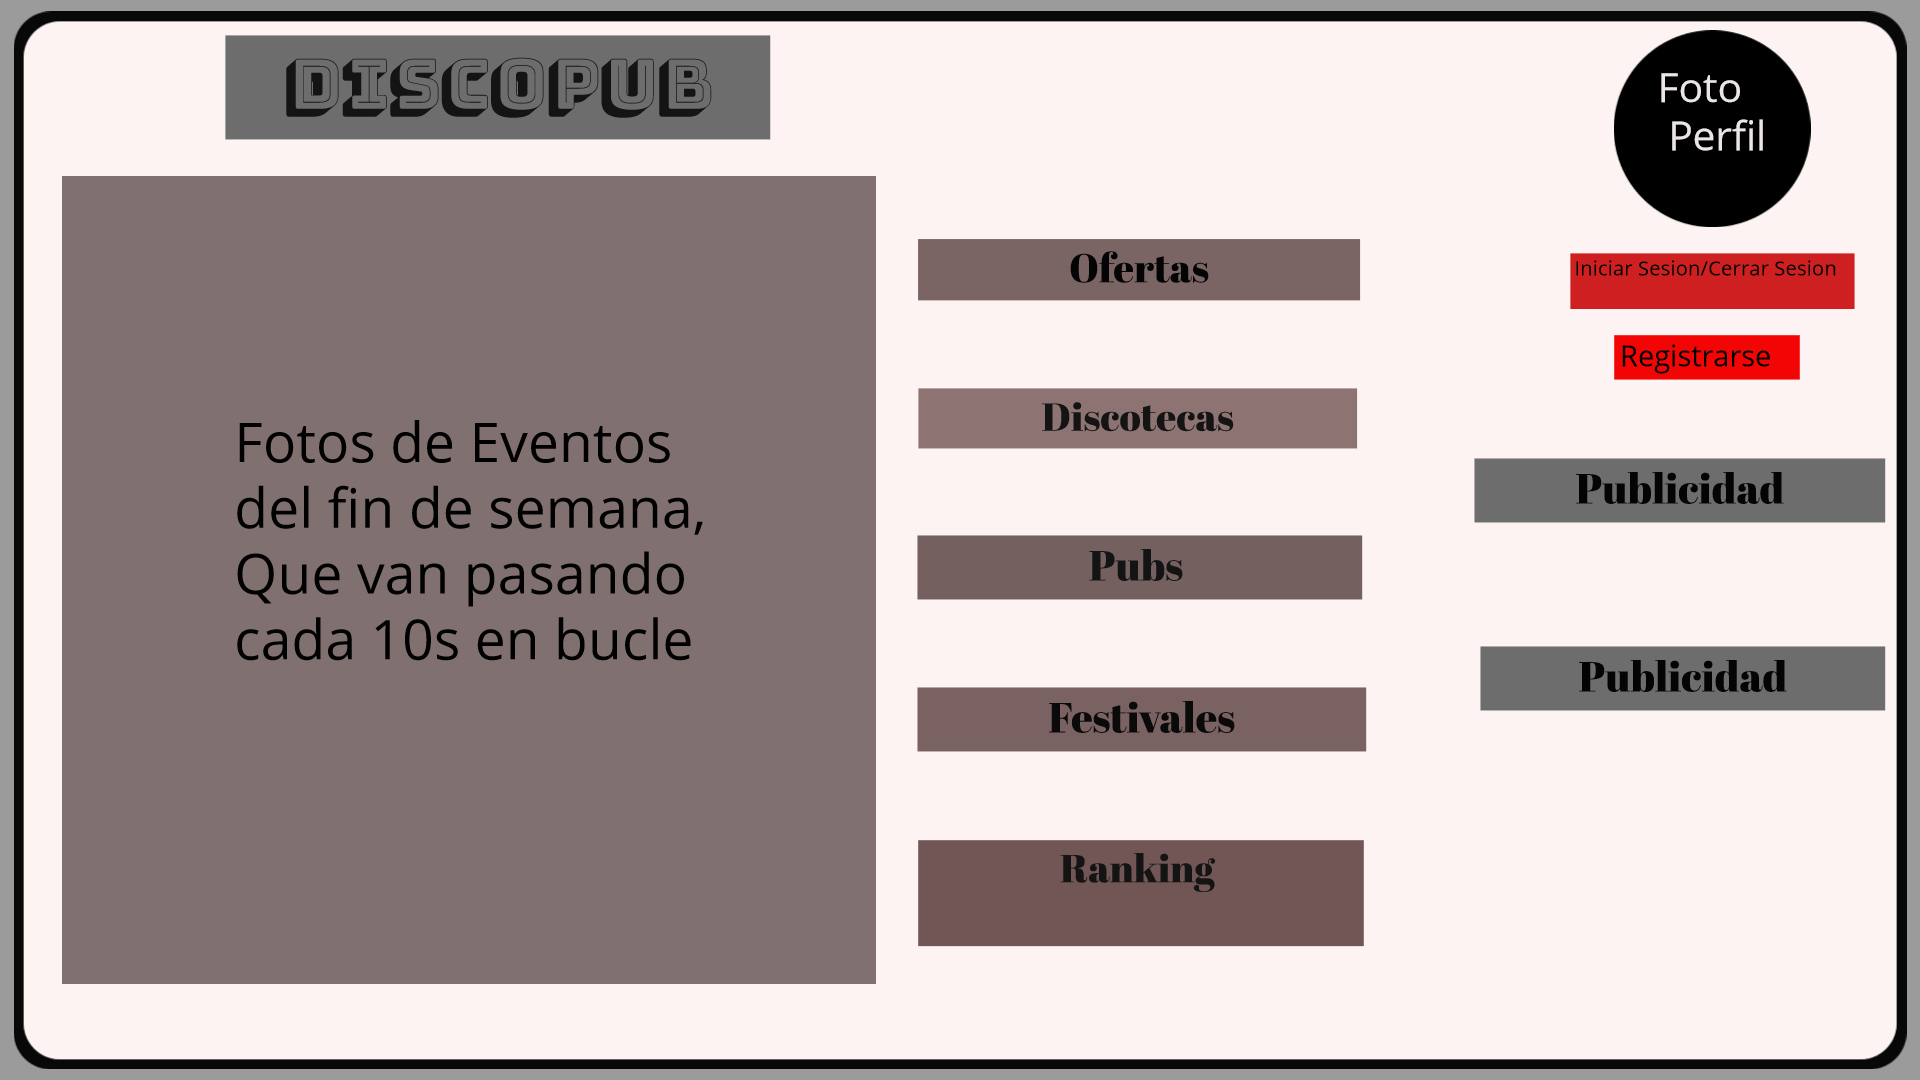 DISCOPUB
Foto
Perfil
Fotos de Eventos
del fin de semana,
Que van pasando
cada 10s en bucle
Ofertas
Discotecas
Pubs
Festivales
Ranking
Iniciar Sesion/Cerrar Sesion
Registrarse
Publicidad
Publicidad